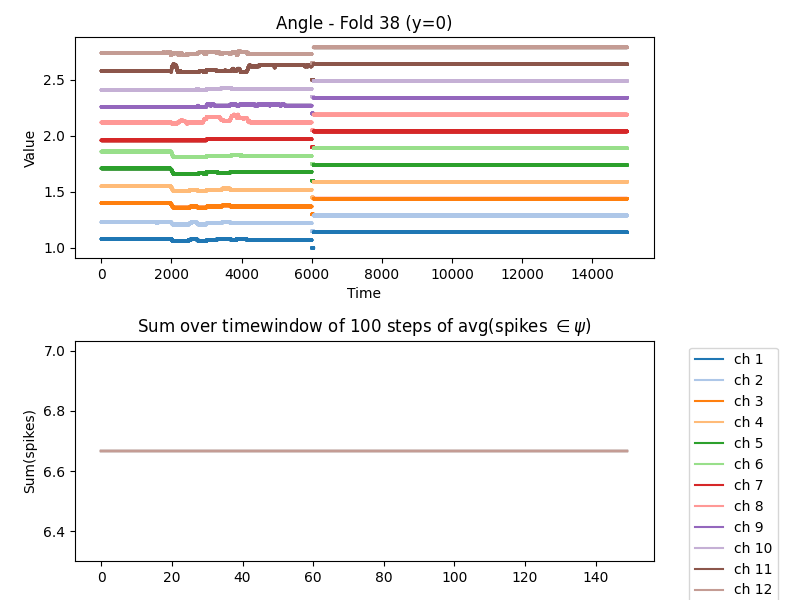 Angle - Fold 38 (y=0)
Value
2.5
2.0
1.5
1.0
0 2000 4000 6000 8000 10000 12000 14000
Time
Sum over timewindow of 100 steps of avg(spikes ∈ ψ)
Sum(spikes)
7.0
6.8
6.6
6.4
0 20 40 60 80 100 120 140
ch 1
ch 2
ch 3
ch 4
ch 5
ch 6
ch 7
ch 8
ch 9
ch 10
ch 11
ch 12